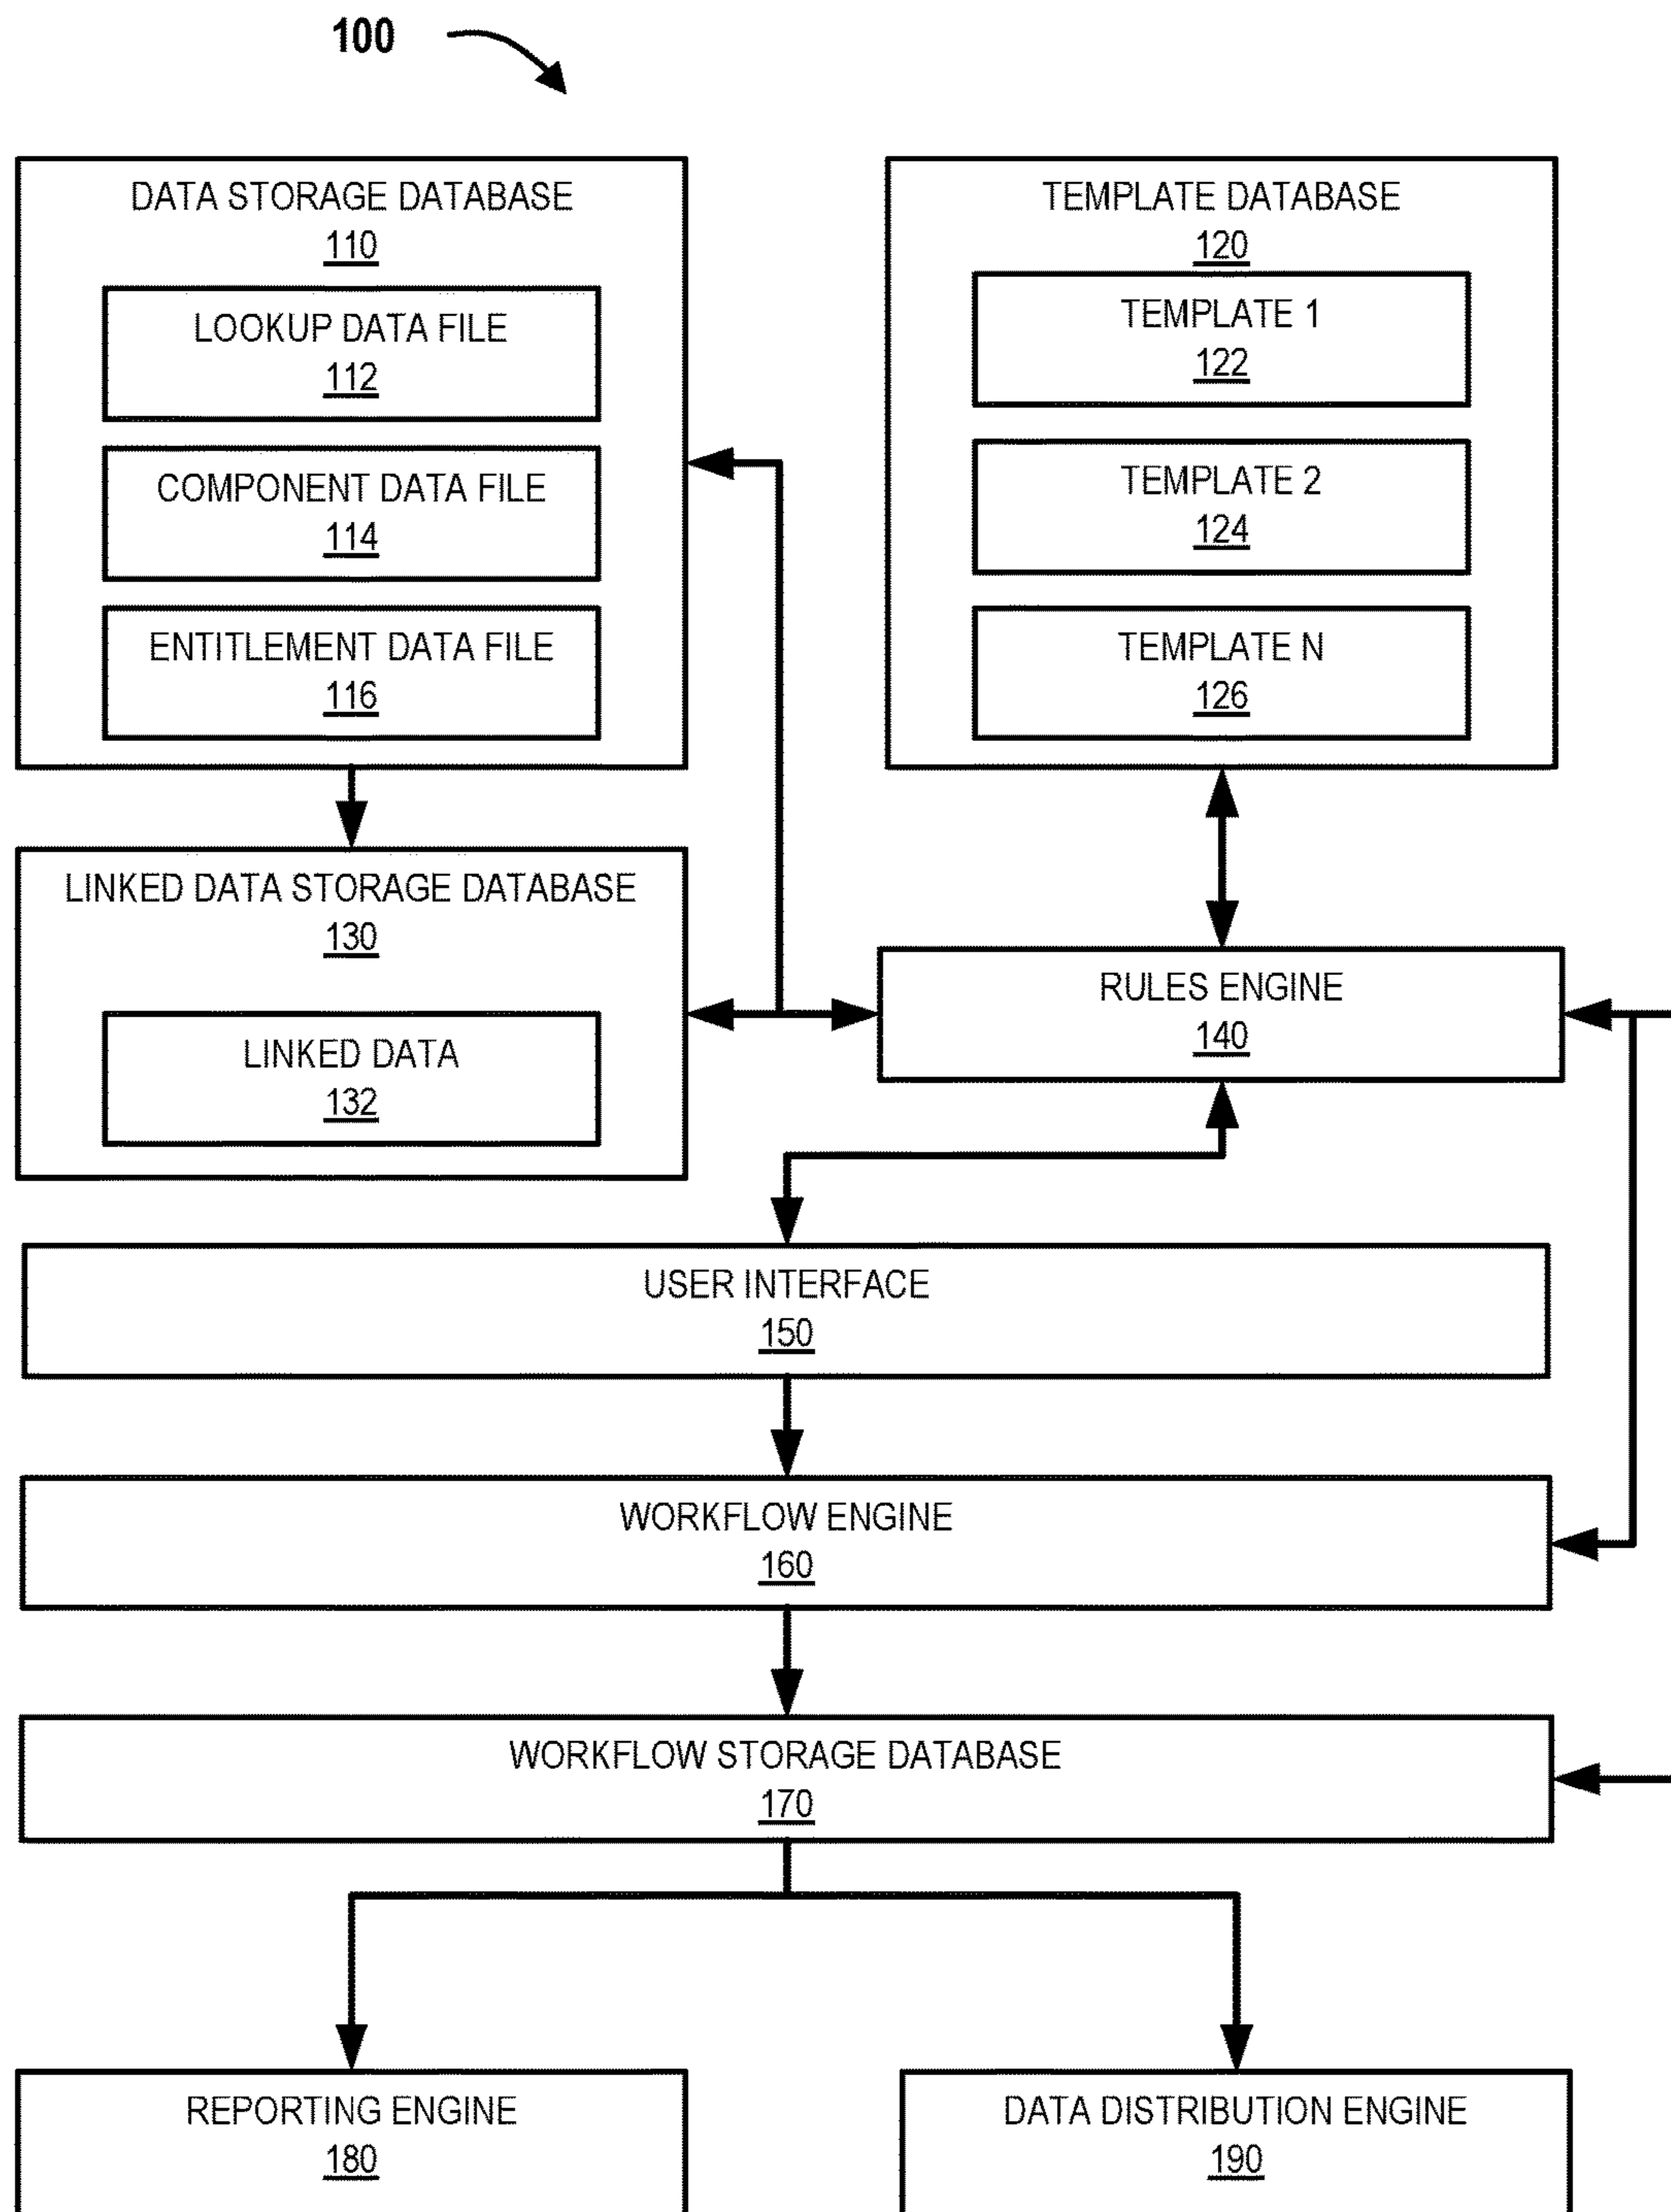 100
DATA STORAGE DATABASE
110
LOOKUP DATA FILE
112
COMPONENT DATA FILE
114
ENTITLEMENT DATA FILE
116
TEMPLATE DATABASE
120
TEMPLATE 1
122
TEMPLATE 2
124
TEMPLATE N
126
LINKED DATA STORAGE DATABASE
130
LINKED DATA
132
RULES ENGINE
140
USER INTERFACE
150
WORKFLOW ENGINE
160
WORKFLOW STORAGE DATABASE
170
REPORTING ENGINE
180
DATA DISTRIBUTION ENGINE
190